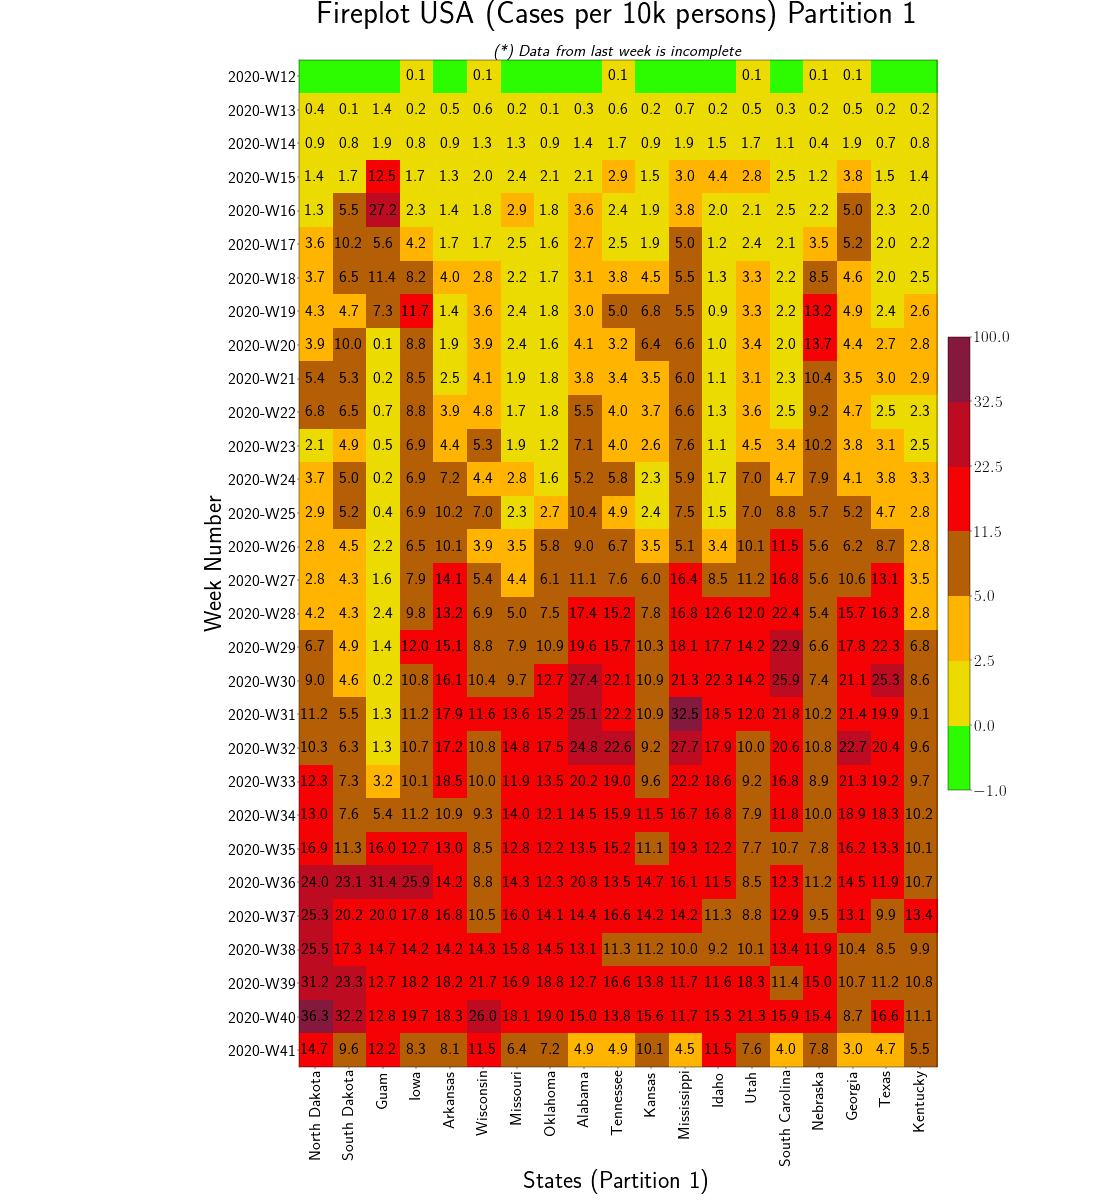 Fireplot USA (Cases per 10k persons) Partition 1
(*) Data from last week is incomplete
2020-W12 0.1 0.1 0.1 0.1 0.1 0.1
2020-W13 0.4 0.1 1.4 0.2 0.5 0.6 0.2 0.1 0.3 0.6 0.2 0.7 0.2 0.5 0.3 0.2 0.5 0.2 0.2
2020-W14 0.9 0.8 1.9 0.8 0.9 1.3 1.3 0.9 1.4 1.7 0.9 1.9 1.5 1.7 1.1 0.4 1.9 0.7 0.8
2020-W15 1.4 1.7 12.5 1.7 1.3 2.0 2.4 2.1 2.1 2.9 1.5 3.0 4.4 2.8 2.5 1.2 3.8 1.5 1.4
2020-W16 1.3 5.5 27.2 2.3 1.4 1.8 2.9 1.8 3.6 2.4 1.9 3.8 2.0 2.1 2.5 2.2 5.0 2.3 2.0
2020-W17 3.6 10.2 5.6 4.2 1.7 1.7 2.5 1.6 2.7 2.5 1.9 5.0 1.2 2.4 2.1 3.5 5.2 2.0 2.2
2020-W18 3.7 6.5 11.4 8.2 4.0 2.8 2.2 1.7 3.1 3.8 4.5 5.5 1.3 3.3 2.2 8.5 4.6 2.0 2.5
2020-W19 4.3 4.7 7.3 11.7 1.4 3.6 2.4 1.8 3.0 5.0 6.8 5.5 0.9 3.3 2.2 13.2 4.9 2.4 2.6
2020-W20 3.9 10.0 0.1 8.8 1.9 3.9 2.4 1.6 4.1 3.2 6.4 6.6 1.0 3.4 2.0 13.7 4.4 2.7 2.8
2020-W21 5.4 5.3 0.2 8.5 2.5 4.1 1.9 1.8 3.8 3.4 3.5 6.0 1.1 3.1 2.3 10.4 3.5 3.0 2.9
2020-W22 6.8 6.5 0.7 8.8 3.9 4.8 1.7 1.8 5.5 4.0 3.7 6.6 1.3 3.6 2.5 9.2 4.7 2.5 2.3
2020-W23 2.1 4.9 0.5 6.9 4.4 5.3 1.9 1.2 7.1 4.0 2.6 7.6 1.1 4.5 3.4 10.2 3.8 3.1 2.5
2020-W24 3.7 5.0 0.2 6.9 7.2 4.4 2.8 1.6 5.2 5.8 2.3 5.9 1.7 7.0 4.7 7.9 4.1 3.8 3.3
2020-W25 2.9 5.2 0.4 6.9 10.2 7.0 2.3 2.7 10.4 4.9 2.4 7.5 1.5 7.0 8.8 5.7 5.2 4.7 2.8
2020-W26 2.8 4.5 2.2 6.5 10.1 3.9 3.5 5.8 9.0 6.7 3.5 5.1 3.4 10.1 11.5 5.6 6.2 8.7 2.8
2020-W27 2.8 4.3 1.6 7.9 14.1 5.4 4.4 6.1 11.1 7.6 6.0 16.4 8.5 11.2 16.8 5.6 10.6 13.1 3.5
2020-W28 4.2 4.3 2.4 9.8 13.2 6.9 5.0 7.5 17.4 15.2 7.8 16.8 12.6 12.0 22.4 5.4 15.7 16.3 2.8
2020-W29 6.7 4.9 1.4 12.0 15.1 8.8 7.9 10.9 19.6 15.7 10.3 18.1 17.7 14.2 22.9 6.6 17.8 22.3 6.8
2020-W30 9.0 4.6 0.2 10.8 16.1 10.4 9.7 12.7 27.4 22.1 10.9 21.3 22.3 14.2 25.9 7.4 21.1 25.3 8.6
2020-W31 11.2 5.5 1.3 11.2 17.9 11.6 13.6 15.2 25.1 22.2 10.9 32.5 18.5 12.0 21.8 10.2 21.4 19.9 9.1
2020-W32 10.3 6.3 1.3 10.7 17.2 10.8 14.8 17.5 24.8 22.6 9.2 27.7 17.9 10.0 20.6 10.8 22.7 20.4 9.6
2020-W33 12.3 7.3 3.2 10.1 18.5 10.0 11.9 13.5 20.2 19.0 9.6 22.2 18.6 9.2 16.8 8.9 21.3 19.2 9.7
2020-W34 13.0 7.6 5.4 11.2 10.9 9.3 14.0 12.1 14.5 15.9 11.5 16.7 16.8 7.9 11.8 10.0 18.9 18.3 10.2
2020-W35 16.9 11.3 16.0 12.7 13.0 8.5 12.8 12.2 13.5 15.2 11.1 19.3 12.2 7.7 10.7 7.8 16.2 13.3 10.1
2020-W36 24.0 23.1 31.4 25.9 14.2 8.8 14.3 12.3 20.8 13.5 14.7 16.1 11.5 8.5 12.3 11.2 14.5 11.9 10.7
2020-W37 25.3 20.2 20.0 17.8 16.8 10.5 16.0 14.1 14.4 16.6 14.2 14.2 11.3 8.8 12.9 9.5 13.1 9.9 13.4
2020-W38 25.5 17.3 14.7 14.2 14.2 14.3 15.8 14.5 13.1 11.3 11.2 10.0 9.2 10.1 13.4 11.9 10.4 8.5 9.9
2020-W39 31.2 23.3 12.7 18.2 18.2 21.7 16.9 18.8 12.7 16.6 13.8 11.7 11.6 18.3 11.4 15.0 10.7 11.2 10.8
2020-W40 36.3 32.2 12.8 19.7 18.3 26.0 18.1 19.0 15.0 13.8 15.6 11.7 15.3 21.3 15.9 15.4 8.7 16.6 11.1
2020-W41 14.7 9.6 12.2 8.3 8.1 11.5 6.4 7.2 4.9 4.9 10.1 4.5 11.5 7.6 4.0 7.8 3.0 4.7 5.5
Week Number
North Dakota
South Dakota
Guam
Iowa
Arkansas
Wisconsin
Missouri
Oklahoma
Alabama
Tennessee
Kansas
Mississippi
Idaho
Utah
South Carolina
Nebraska
Georgia
Texas
Kentucky
States (Partition 1)
100.0
32.5
22.5
11.5
5.0
2.5
0.0
−1.0